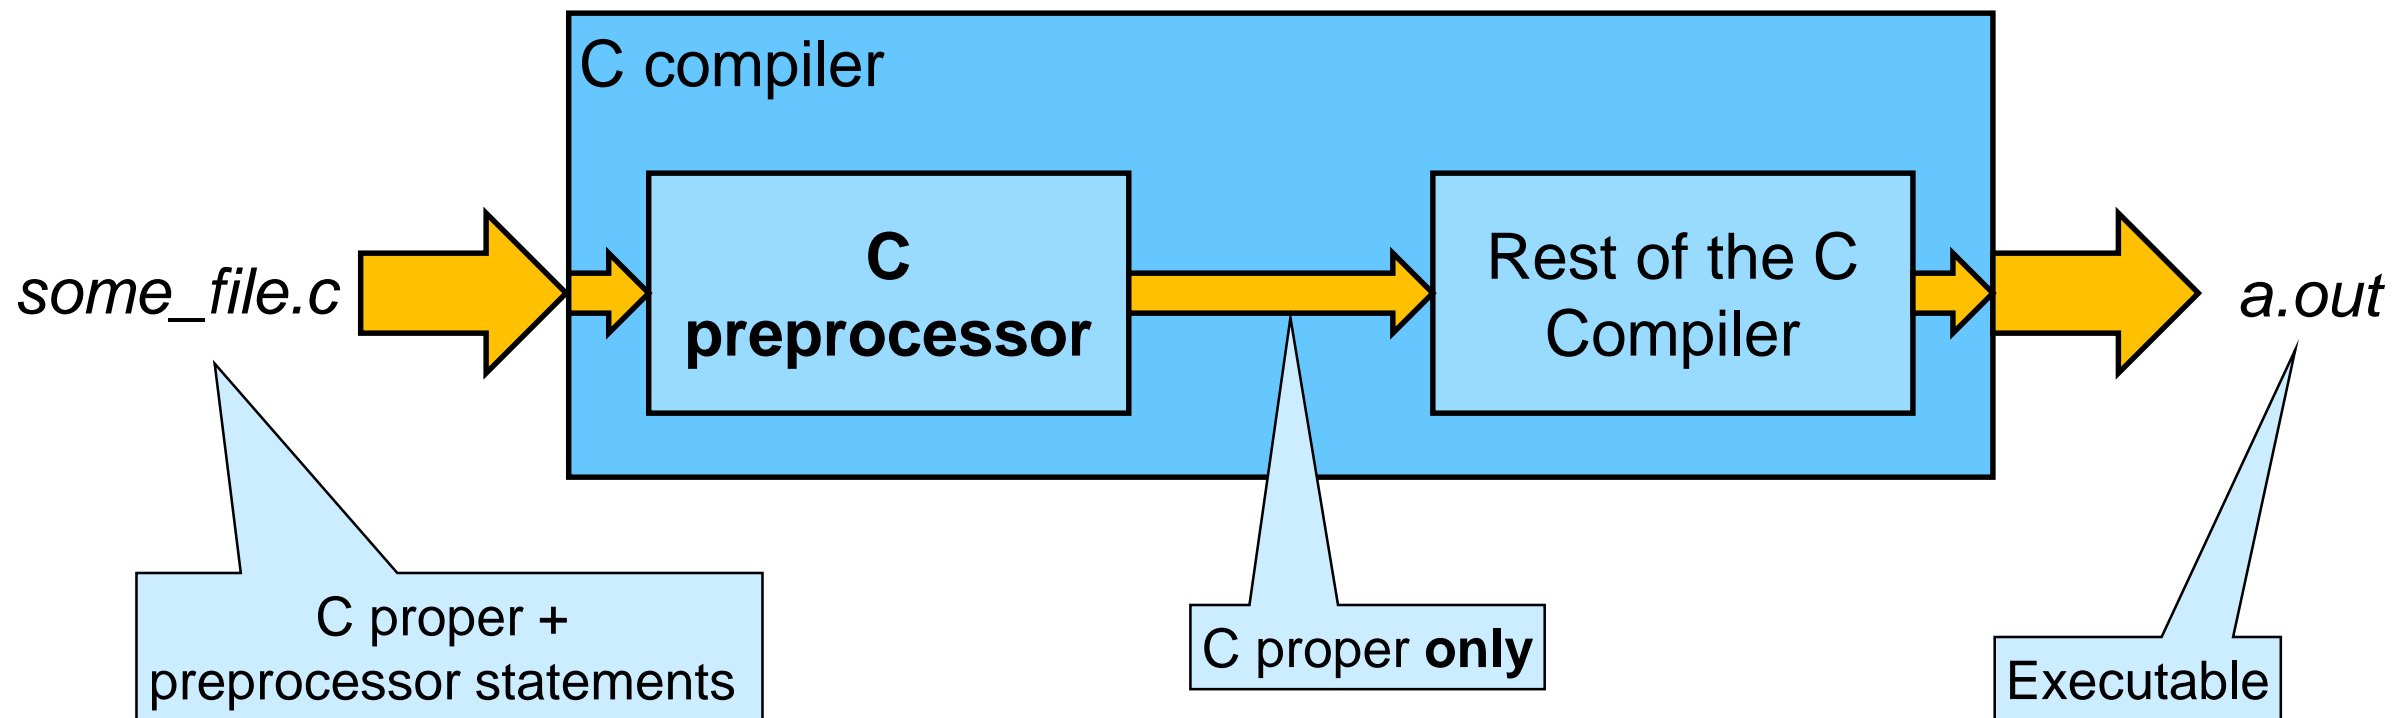 C compiler
some_file.c
C
preprocessor
Rest of the C
Compiler
a.out
C proper +
preprocessor statements
C proper only
Executable